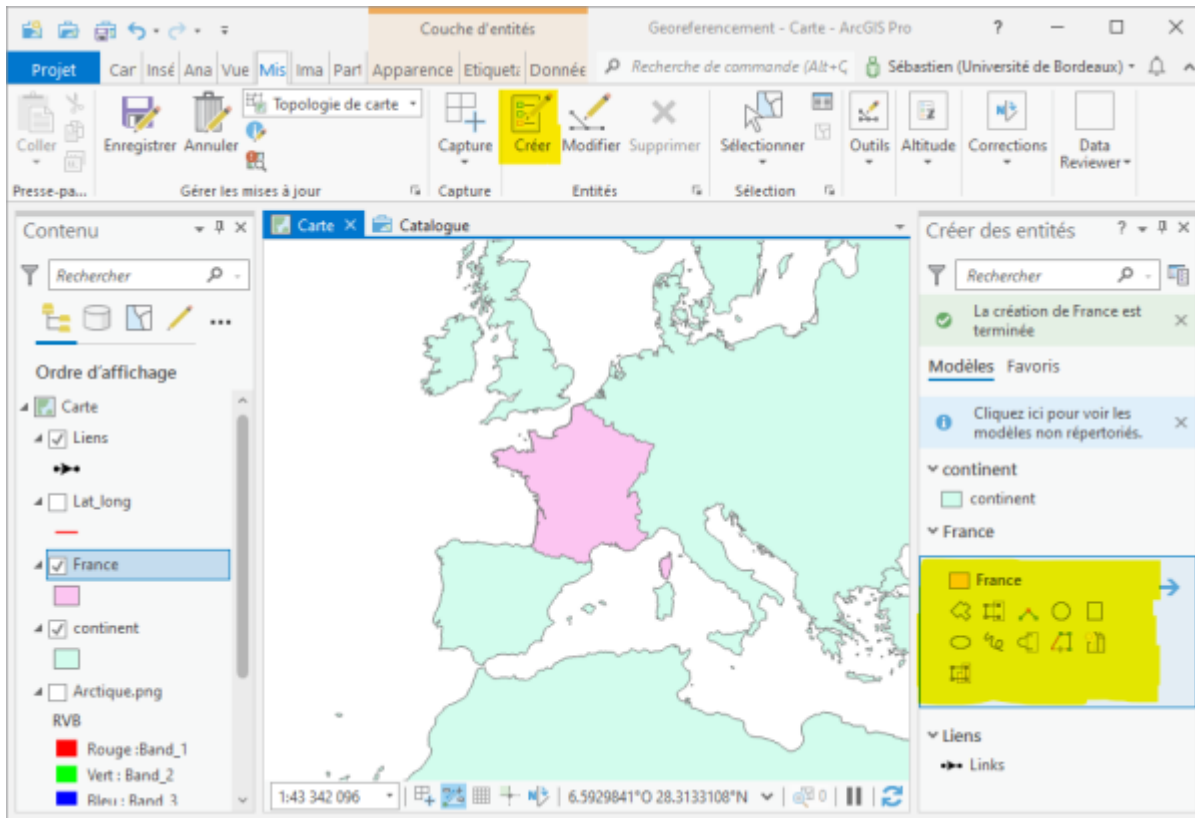 Couche d'entités
Georeferencement - Carte - ArcGIS Pro
?
Projet
Car
Insé
Ana
Vue
Mis
Ima
Part
Apparence
Etiquet
Donnée
Recherche de commande (Alt+Q
Sébastien (Université de Bordeaux)
Topologie de carte
Coller
Enregistrer
Annuler
Capture
Créer
Modifier
Supprimer
Sélectionner
Outils
Altitude
Corrections
Data
Reviewer
Presse-pa...
Gérer les mises à jour
Capture
Entités
Sélection
Contenu
Carte
Catalogue
Créer des entités
?
Rechercher
Rechercher
La création de France est
terminée
Modèles Favoris
Cliquez ici pour voir les
modèles non répertoriés.
Ordre d'affichage
Carte
Liens
Lat_long
France
continent
Arctique.png
RVB
Rouge :Band_1
Vert : Band_2
Bleu : Band_3
continent
continent
France
France
Liens
Links
1:43 342 096
6.5929841°O 28.3133108°N
0